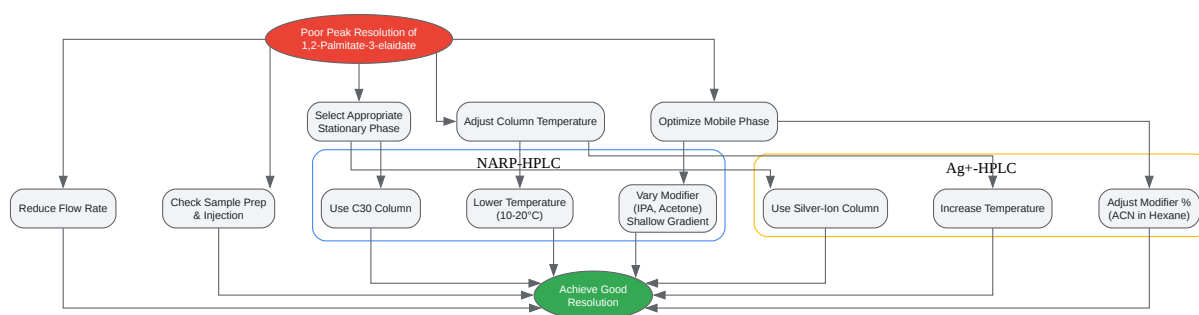 Poor Peak Resolution of
1,2-Palmitate-3-elaidate
Select Appropriate
Stationary Phase
Adjust Column Temperature
Optimize Mobile Phase
NARP-HPLC
Ag+-HPLC
Reduce Flow Rate
Check Sample Prep
& Injection
Use C30 Column
Lower Temperature
(10-20°C)
Vary Modifier
(IPA, Acetone)
Shallow Gradient
Use Silver-Ion Column
Increase Temperature
Adjust Modifier %
(ACN in Hexane)
Achieve Good
Resolution